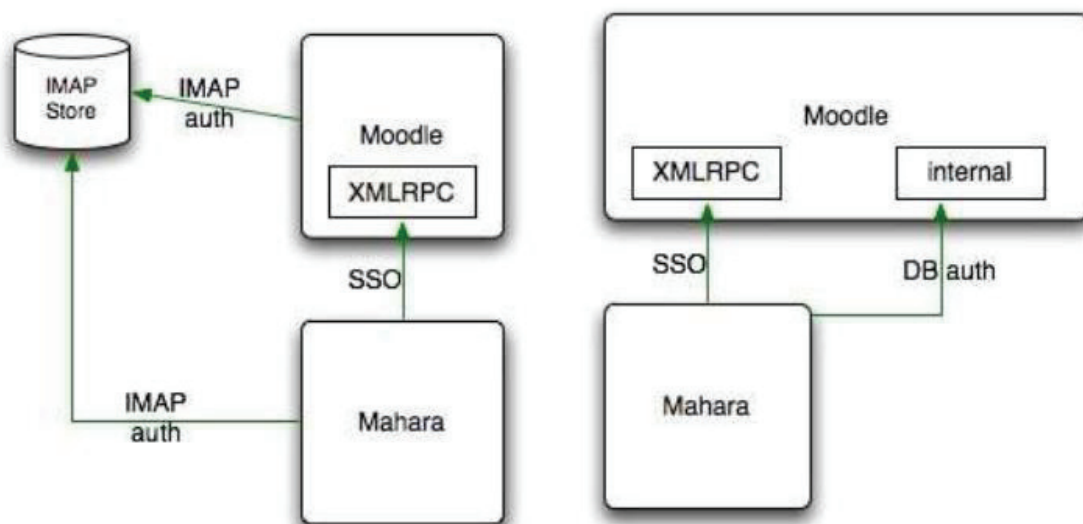 IMAP
Store
IMAP
auth
Moodle
XMLRPC
SSO
IMAP
auth
Mahara
Moodle
XMLRPC
internal
SSO
DB auth
Mahara